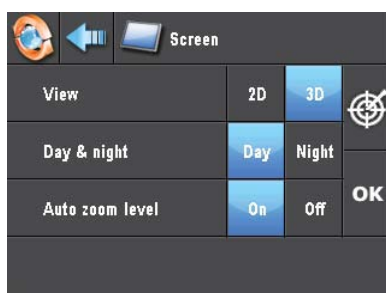 Screen
View 2D 3D
Day & night Day Night
Auto zoom level On Off
OK